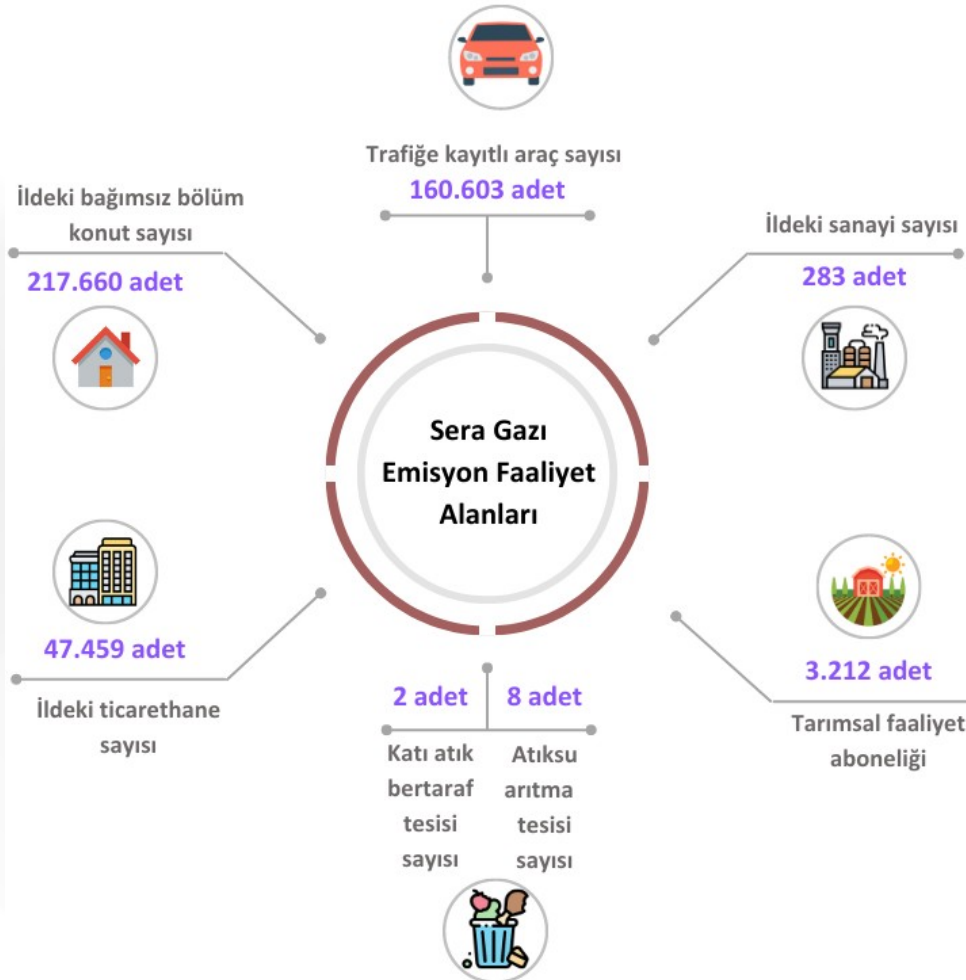 Trafiğe kayıtlı araç sayısı
160.603 adet
İldeki bağımsız bölüm
konut sayısı
217.660 adet
İldeki sanayi sayısı
283 adet
Sera Gazı
Emisyon Faaliyet
Alanları
47.459 adet
İldeki ticarethane
sayısı
2 adet
Katı atık
bertaraf
tesisi
sayısı
8 adet
Atıksu
arıtma
tesisi
sayısı
3.212 adet
Tarımsal faaliyet
aboneliği